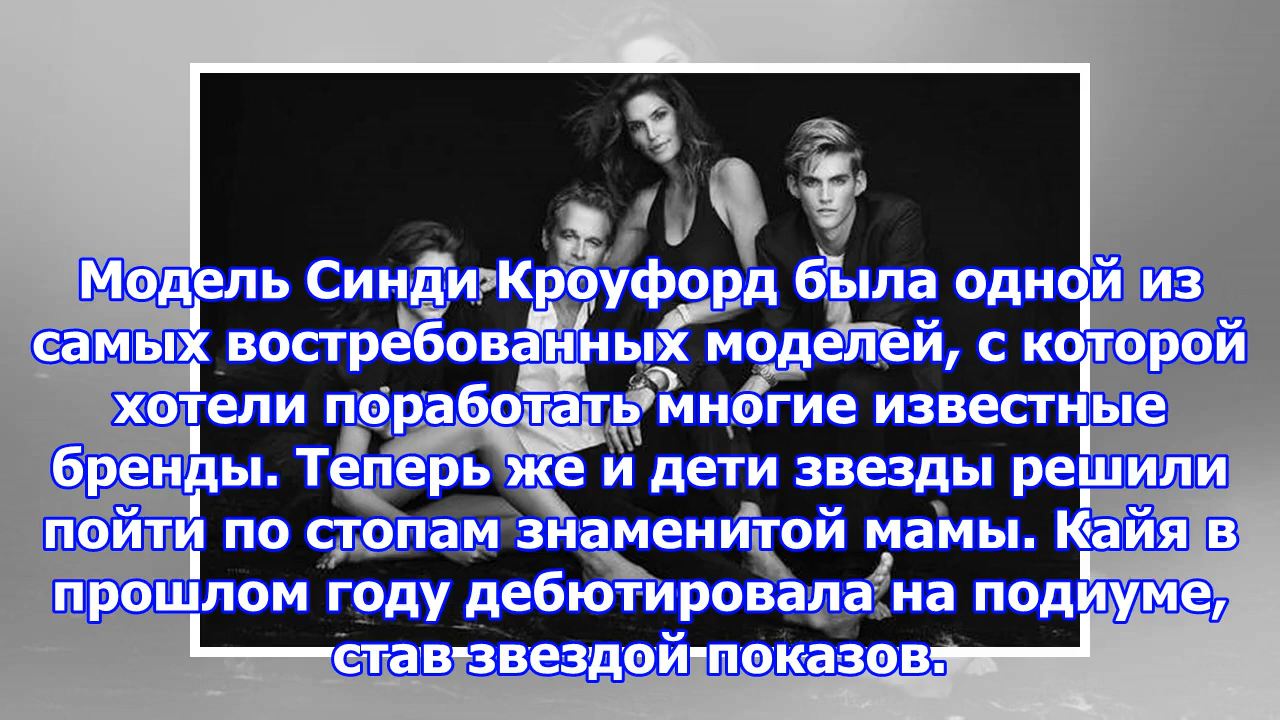 Модель Синди Кроуфорд была одной из
самых востребованных моделей, с которой
хотели поработать многие известные
бренды. Теперь же и дети звезды решили
пойти по стопам знаменитой мамы. Кайя в
прошлом году дебютировала на подиуме,
став звездой показов.